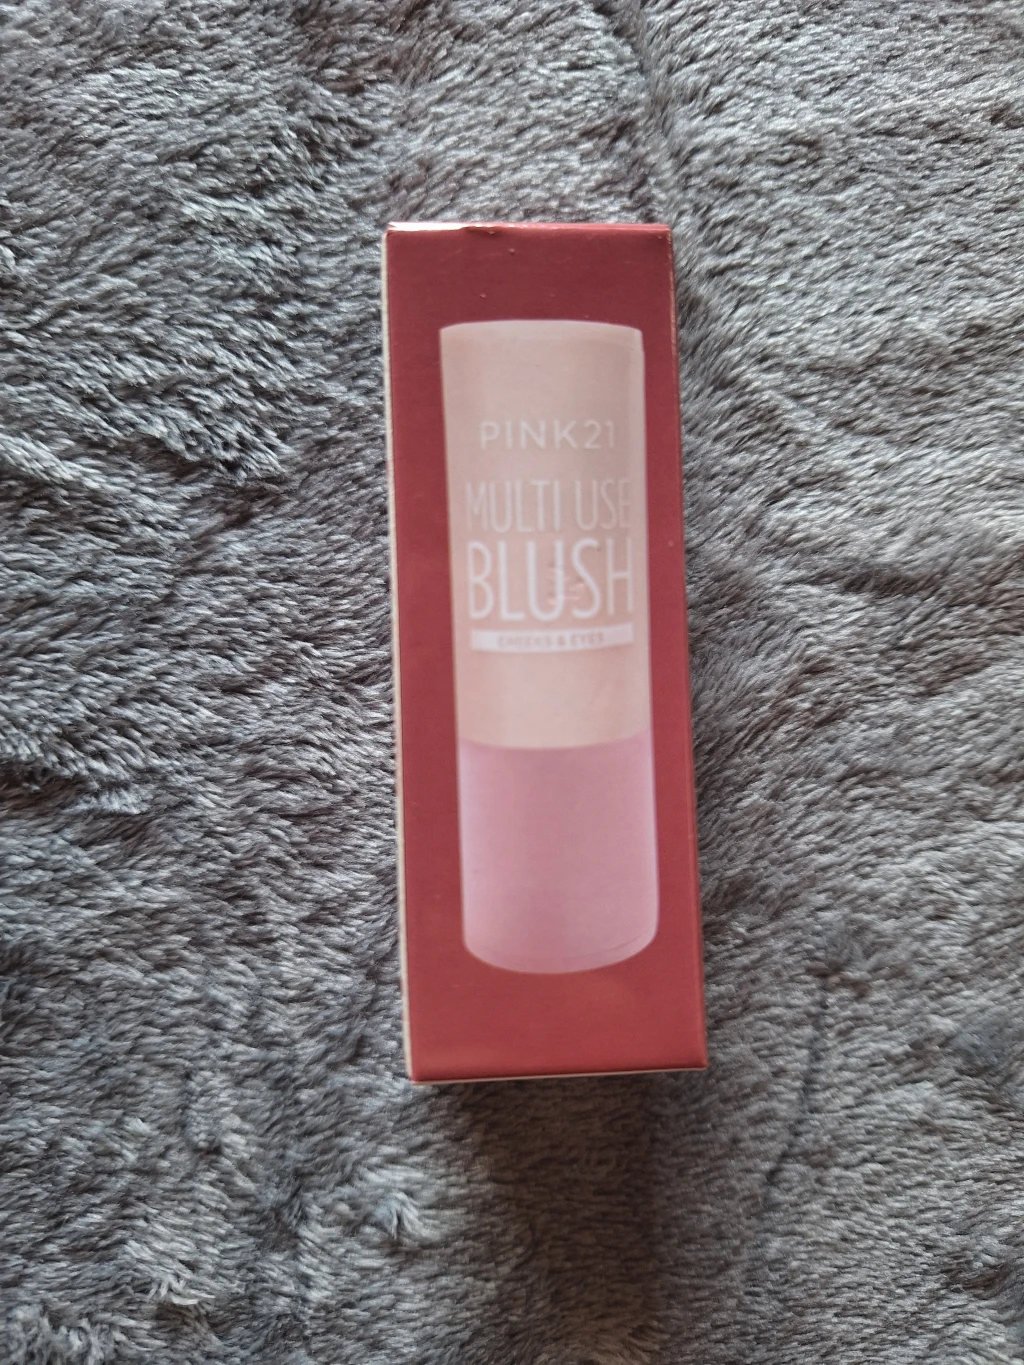 PINK21
MULTI USE
BLUSH
CHEEKS & EYES